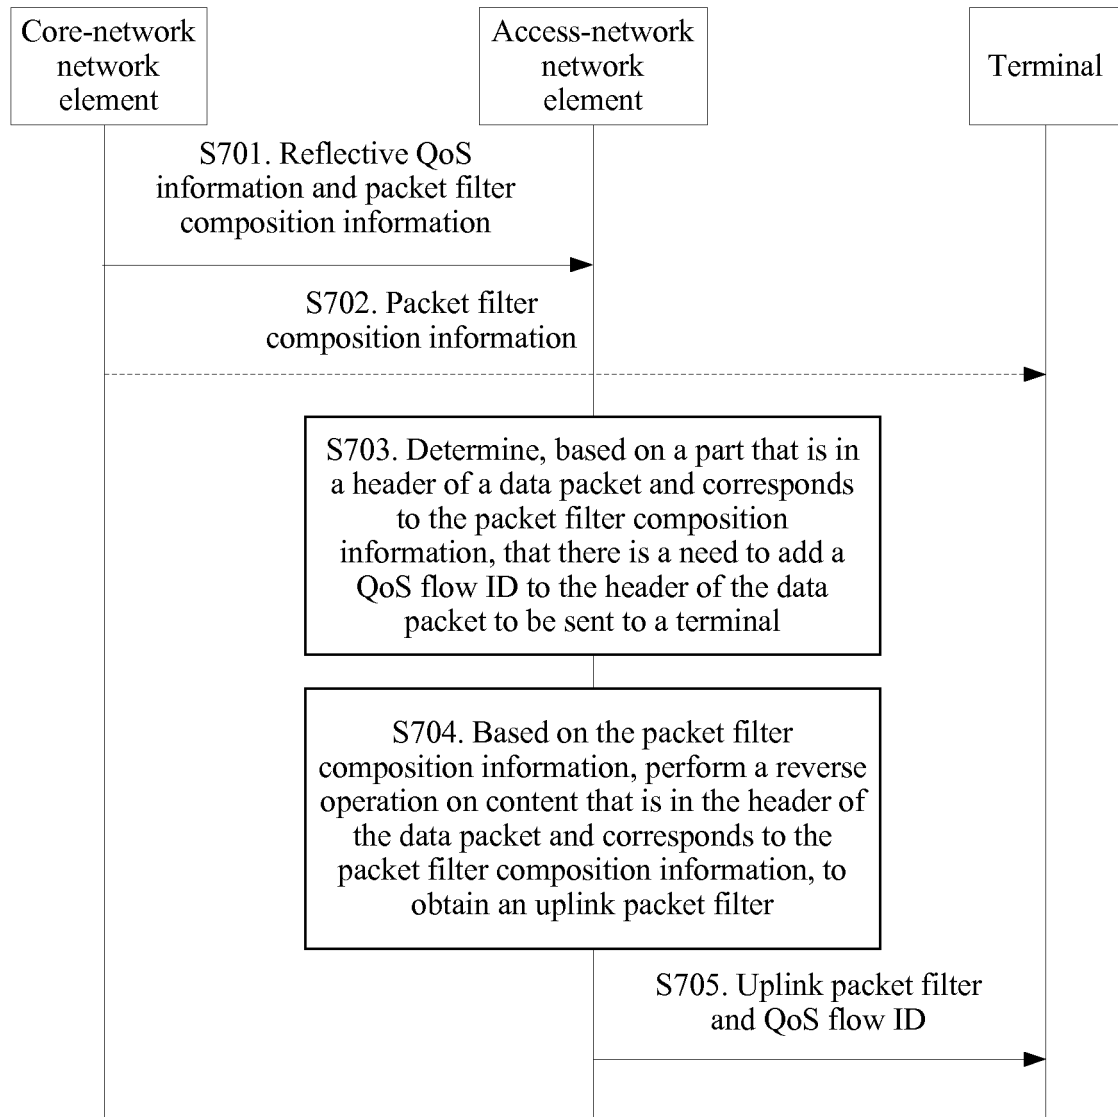 Core-network
network
element
Access-network
network
element
Terminal
S701. Reflective QoS
information and packet filter
composition information
S702. Packet filter
composition information
S703. Determine, based on a part that is in
a header of a data packet and corresponds
to the packet filter composition
information, that there is a need to add a
QoS flow ID to the header of the data
packet to be sent to a terminal
S704. Based on the packet filter
composition information, perform a reverse
operation on content that is in the header of
the data packet and corresponds to the
packet filter composition information, to
obtain an uplink packet filter
S705. Uplink packet filter
and QoS flow ID